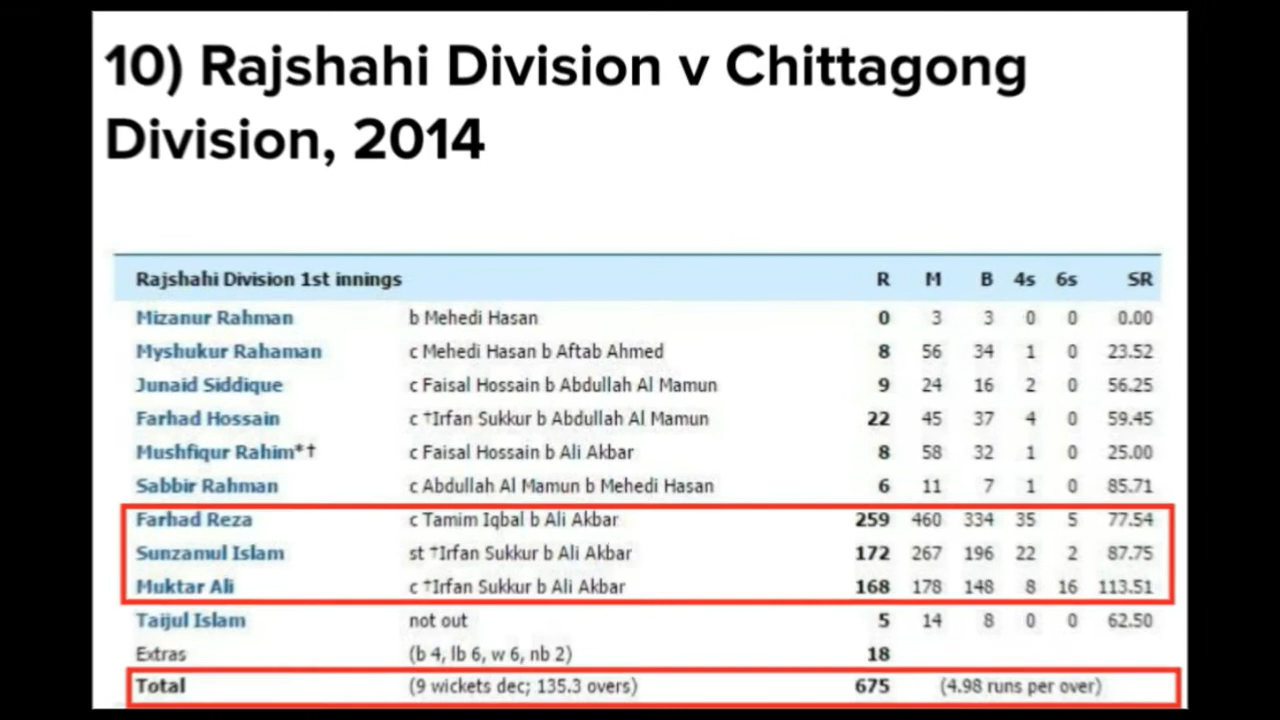 10) Rajshahi Division v Chittagong
Division, 2014
Rajshahi Division 1st innings R M B 4s 6s SR
Mizanur Rahman b Mehedi Hasan 0 3 3 0 0 0.00
Myshukur Rahaman c Mehedi Hasan b Aftab Ahmed 8 56 34 1 0 23.52
Junaid Siddique c Faisal Hossain b Abdullah Al Mamun 9 24 16 2 0 56.25
Farhad Hossain c †Irfan Sukkur b Abdullah Al Mamun 22 45 37 4 0 59.45
Mushfiqur Rahim*† c Faisal Hossain b Ali Akbar 8 58 32 1 0 25.00
Sabbir Rahman c Abdullah Al Mamun b Mehedi Hasan 6 11 7 1 0 85.71
Farhad Reza c Tamim Iqbal b Ali Akbar 259 460 334 35 5 77.54
Sunzamul Islam st †Irfan Sukkur b Ali Akbar 172 267 196 22 2 87.75
Muktar Ali c †Irfan Sukkur b Ali Akbar 168 178 148 8 16 113.51
Taijul Islam not out 5 14 8 0 0 62.50
Extras (b 4, lb 6, w 6, nb 2) 18
Total (9 wickets dec; 135.3 overs) 675 (4.98 runs per over)